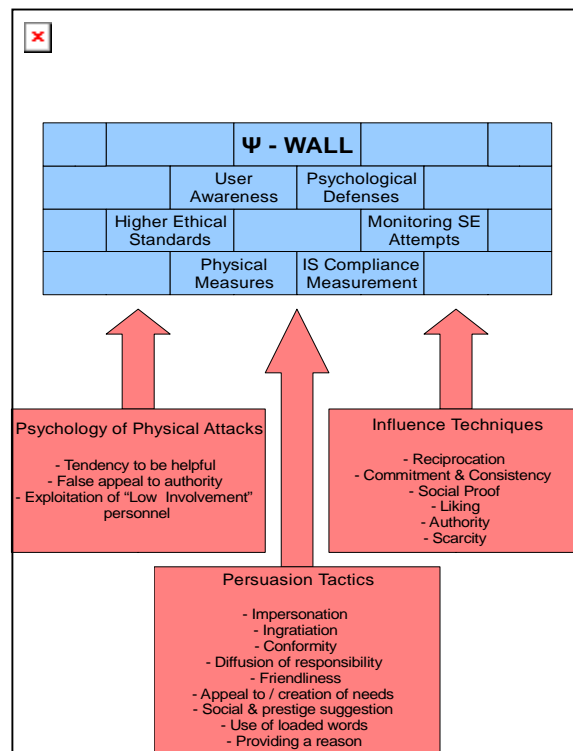 Ψ - WALL
User
Awareness
Psychological
Defenses
Higher Ethical
Standards
Monitoring SE
Attempts
Physical
Measures
IS Compliance
Measurement
Psychology of Physical Attacks
- Tendency to be helpful
- False appeal to authority
- Exploitation of “Low Involvement”
personnel
Influence Techniques
- Reciprocation
- Commitment & Consistency
- Social Proof
- Liking
- Authority
- Scarcity
Persuasion Tactics
- Impersonation
- Ingratiation
- Conformity
- Diffusion of responsibility
- Friendliness
- Appeal to / creation of needs
- Social & prestige suggestion
- Use of loaded words
- Providing a reason